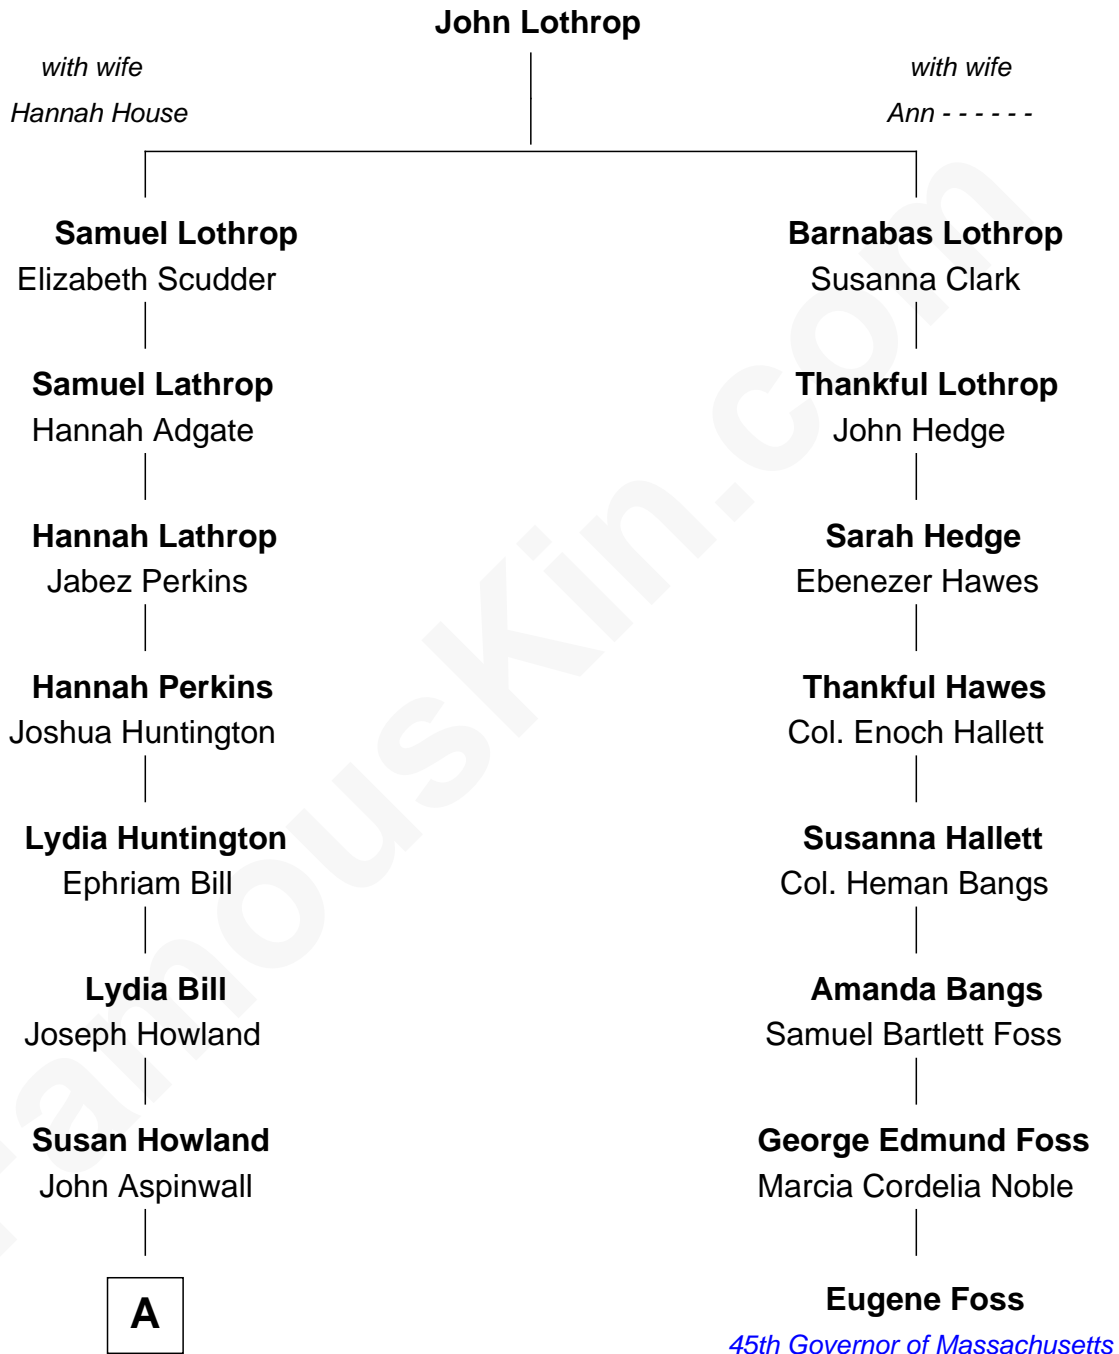 John Lothrop
with wife
Hannah House
with wife
Ann - - - - - -
Samuel Lothrop
Elizabeth Scudder
Barnabas Lothrop
Susanna Clark
Samuel Lathrop
Hannah Adgate
Thankful Lothrop
John Hedge
Hannah Lathrop
Jabez Perkins
Sarah Hedge
Ebenezer Hawes
Hannah Perkins
Joshua Huntington
Thankful Hawes
Col. Enoch Hallett
Lydia Huntington
Ephriam Bill
Susanna Hallett
Col. Heman Bangs
Lydia Bill
Joseph Howland
Amanda Bangs
Samuel Bartlett Foss
Susan Howland
John Aspinwall
George Edmund Foss
Marcia Cordelia Noble
A
Eugene Foss
45th Governor of Massachusetts
FamousKin.com